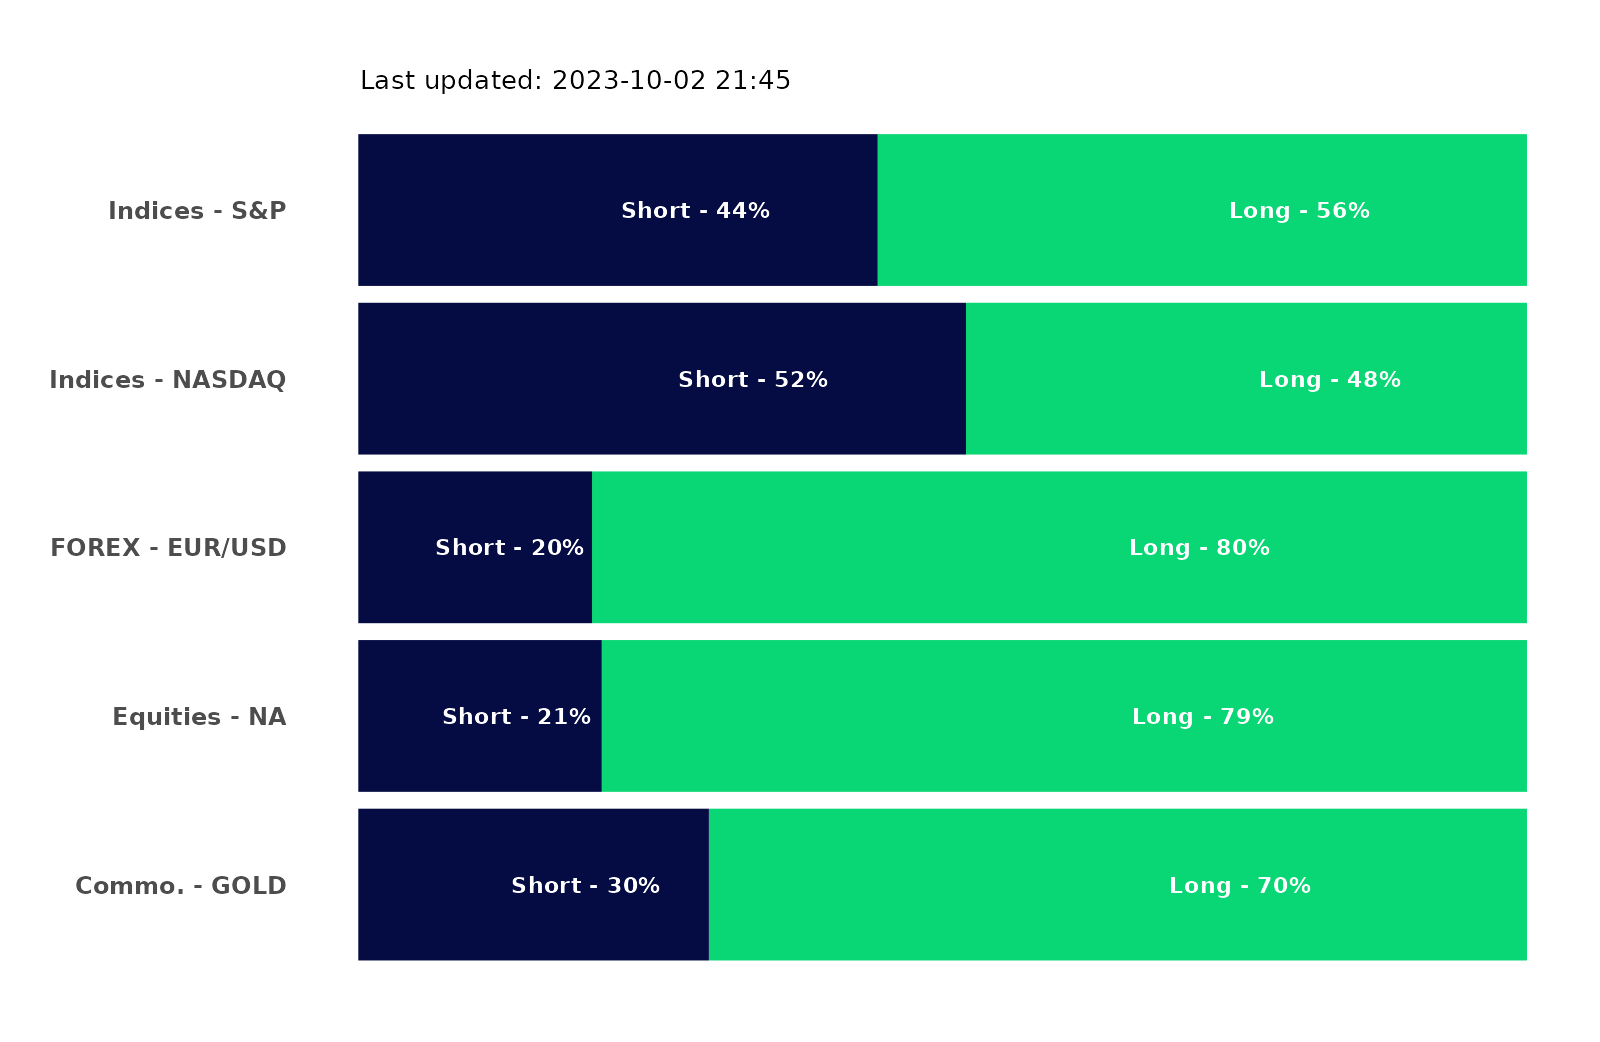 Last updated: 2023-10-02 21:45
Indices - S&P Short - 44% Long - 56%
Indices - NASDAQ Short - 52% Long - 48%
FOREX - EUR/USD Short - 20% Long - 80%
Equities - NA Short - 21% Long - 79%
Commo. - GOLD Short - 30% Long - 70%